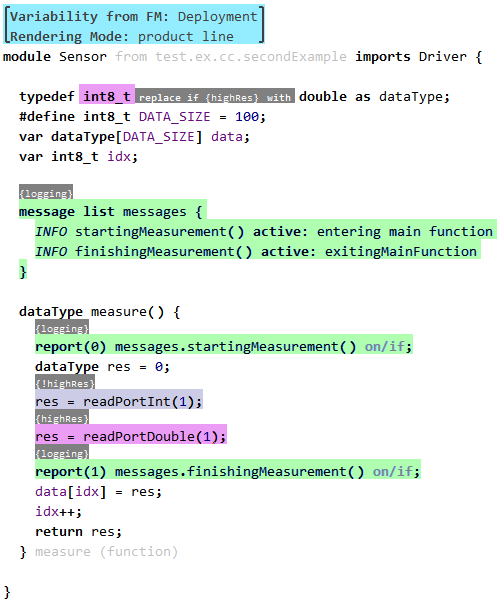 Variability from FM: Deployment
Rendering Mode: product line
module Sensor from test.ex.cc.secondExample imports Driver {
typedef int8_t replace if {highRes} with double as dataType;
#define int8_t DATA_SIZE = 100;
var dataType[DATA_SIZE] data;
var int8_t idx;
{logging}
message list messages {
INFO startingMeasurement() active: entering main function
INFO finishingMeasurement() active: exitingMainFunction
}
dataType measure() {
{logging}
report(0) messages.startingMeasurement() on/if;
dataType res = 0;
{!highRes}
res = readPortInt(1);
{highRes}
res = readPortDouble(1);
{logging}
report(1) messages.finishingMeasurement() on/if;
data[idx] = res;
idx++;
return res;
} measure (function)
}